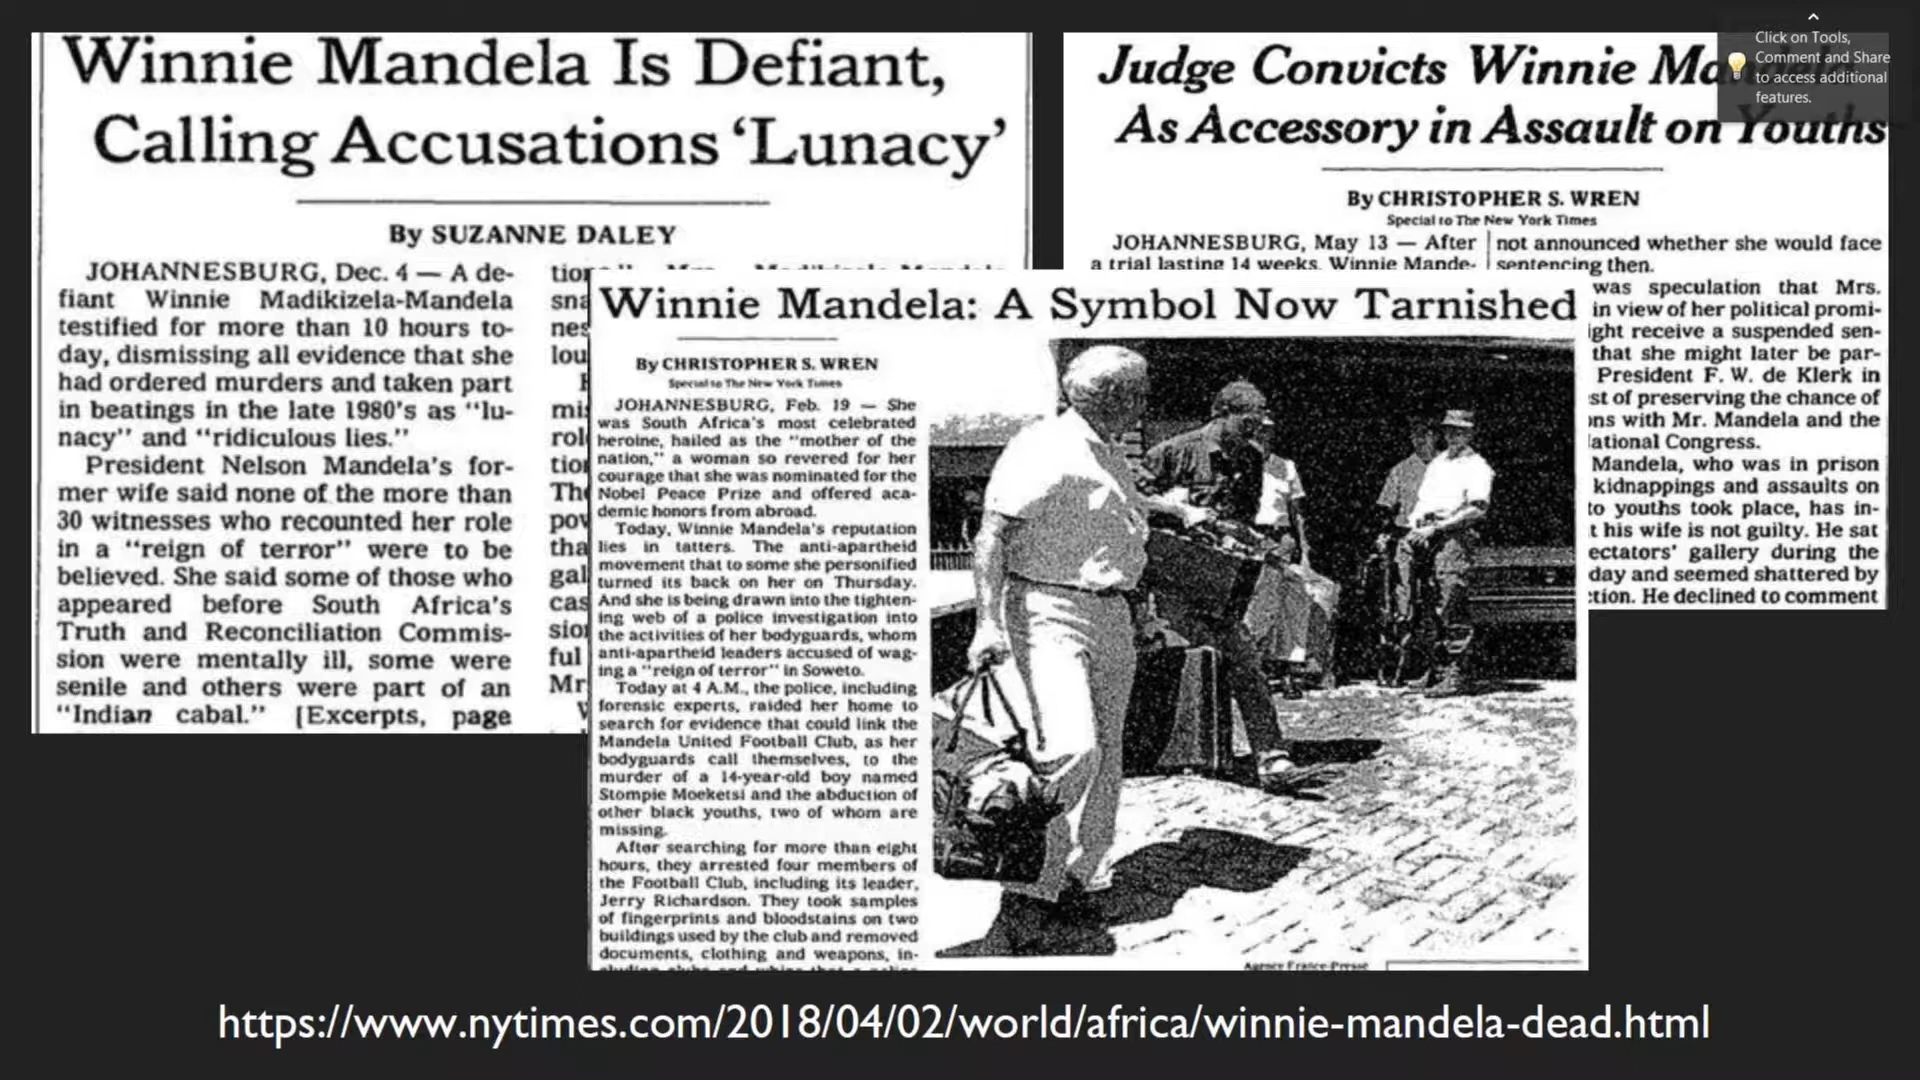 Winnie Mandela Is Defiant,
Calling Accusations ‘Lunacy’
By SUZANNE DALEY
JOHANNESBURG, Dec. 4 — A de-
fiant Winnie Madikizela-Mandela
testified for more than 10 hours to-
day, dismissing all evidence that she
had ordered murders and taken part
in beatings in the late 1980's as "lu-
nacy" and "ridiculous lies."
President Nelson Mandela's for-
mer wife said none of the more than
30 witnesses who recounted her role
in a "reign of terror" were to be
believed. She said some of those who
appeared before South Africa's
Truth and Reconciliation Commis-
sion were mentally ill, some were
senile and others were part of an
"Indian cabal." [Excerpts, page
Judge Convicts Winnie
As Accessory in Assault on Youths
By CHRISTOPHER S. WREN
Special to The New York Times
JOHANNESBURG, May 13 — After
a trial lasting 14 weeks, Winnie Mande-
not announced whether she would face
sentencing then.
was speculation that Mrs.
in view of her political promi-
ight receive a suspended sen-
that she might later be par-
President F. W. de Klerk in
st of preserving the chance of
ons with Mr. Mandela and the
ational Congress.
Mandela, who was in prison
kidnappings and assaults on
to youths took place, has in-
t his wife is not guilty. He sat
ectators' gallery during the
day and seemed shattered by
ction. He declined to comment
Click on Tools,
Comment and Share
to access additional
features.
Winnie Mandela: A Symbol Now Tarnished
By CHRISTOPHER S. WREN
Special to The New York Times
JOHANNESBURG, Feb. 19 — She
was South Africa's most celebrated
heroine, hailed as the "mother of the
nation," a woman so revered for her
courage that she was nominated for the
Nobel Peace Prize and offered aca-
demic honors from abroad.
Today, Winnie Mandela's reputation
lies in tatters. The anti-apartheid
movement that to some she personified
turned its back on her on Thursday.
And she is being drawn into the tighten-
ing web of a police investigation into
the activities of her bodyguards, whom
anti-apartheid leaders accused of wag-
ing a "reign of terror" in Soweto.
Today at 4 A.M., the police, including
forensic experts, raided her home to
search for evidence that could link the
Mandela United Football Club, as her
bodyguards call themselves, to the
murder of a 14-year-old boy named
Stompie Moeketsi and the abduction of
other black youths, two of whom are
missing.
After searching for more than eight
hours, they arrested four members of
the Football Club, including its leader,
Jerry Richardson. They took samples
of fingerprints and bloodstains on two
buildings used by the club and removed
documents, clothing and weapons, in-
Agence France-Presse
https://www.nytimes.com/2018/04/02/world/africa/winnie-mandela-dead.html